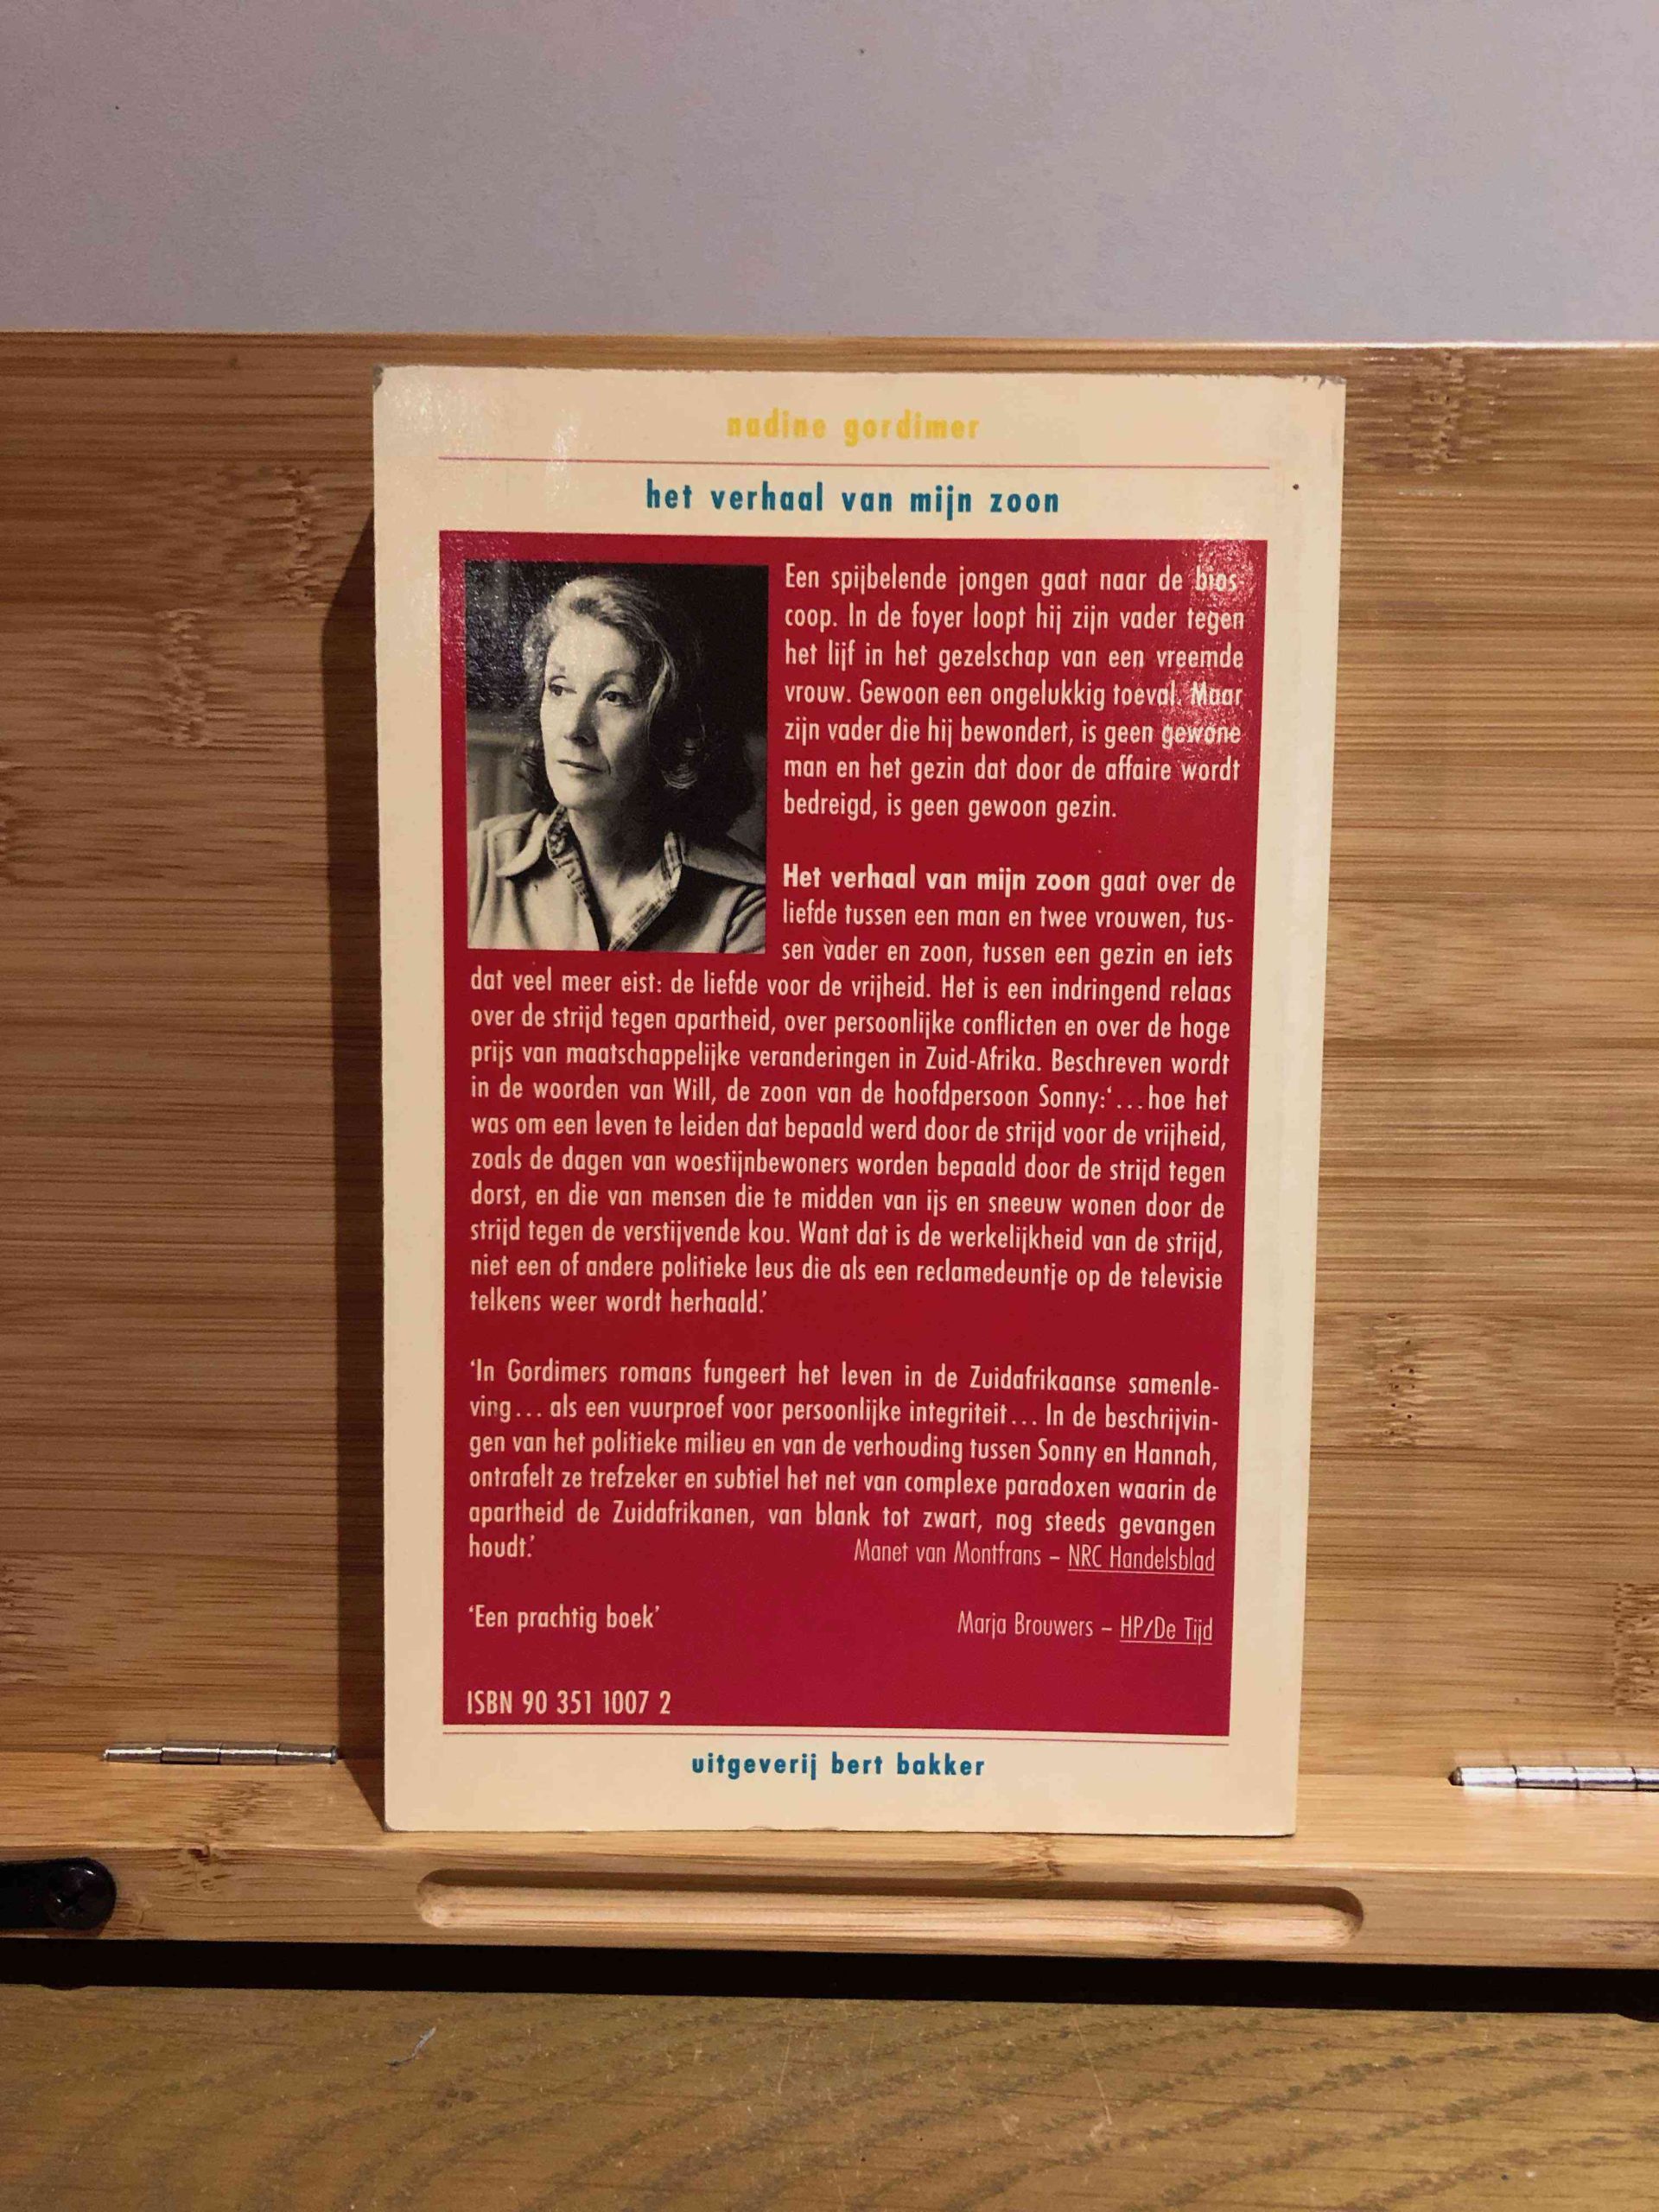 nadine gordimer
het verhaal van mijn zoon
Een spijbelende jongen gaat naar de bios-
coop. In de foyer loopt hij zijn vader tegen
het lijf in het gezelschap van een vreemde
vrouw. Gewoon een ongelukkig toeval. Maar
zijn vader die hij bewondert, is geen gewone
man en het gezin dat door de affaire wordt
bedreigd, is geen gewoon gezin.
Het verhaal van mijn zoon gaat over de
liefde tussen een man en twee vrouwen, tus-
sen vader en zoon, tussen een gezin en iets
dat veel meer eist: de liefde voor de vrijheid. Het is een indringend relaas
over de strijd tegen apartheid, over persoonlijke conflicten en over de hoge
prijs van maatschappelijke veranderingen in Zuid-Afrika. Beschreven wordt
in de woorden van Will, de zoon van de hoofdpersoon Sonny:‘...hoe het
was om een leven te leiden dat bepaald werd door de strijd voor de vrijheid,
zoals de dagen van woestijnbewoners worden bepaald door de strijd tegen
dorst, en die van mensen die te midden van ijs en sneeuw wonen door de
strijd tegen de verstijvende kou. Want dat is de werkelijkheid van de strijd,
niet een of andere politieke leus die als een reclamedeuntje op de televisie
telkens weer wordt herhaald.’
‘In Gordimers romans fungeert het leven in de Zuidafrikaanse samenle-
ving... als een vuurproef voor persoonlijke integriteit... In de beschrijvin-
gen van het politieke milieu en van de verhouding tussen Sonny en Hannah,
ontrafelt ze trefzeker en subtiel het net van complexe paradoxen waarin de
apartheid de Zuidafrikanen, van blank tot zwart, nog steeds gevangen
houdt.’ Manet van Montfrans – NRC Handelsblad
‘Een prachtig boek’ Marja Brouwers – HP/De Tijd
ISBN 90 351 1007 2
uitgeverij bert bakker